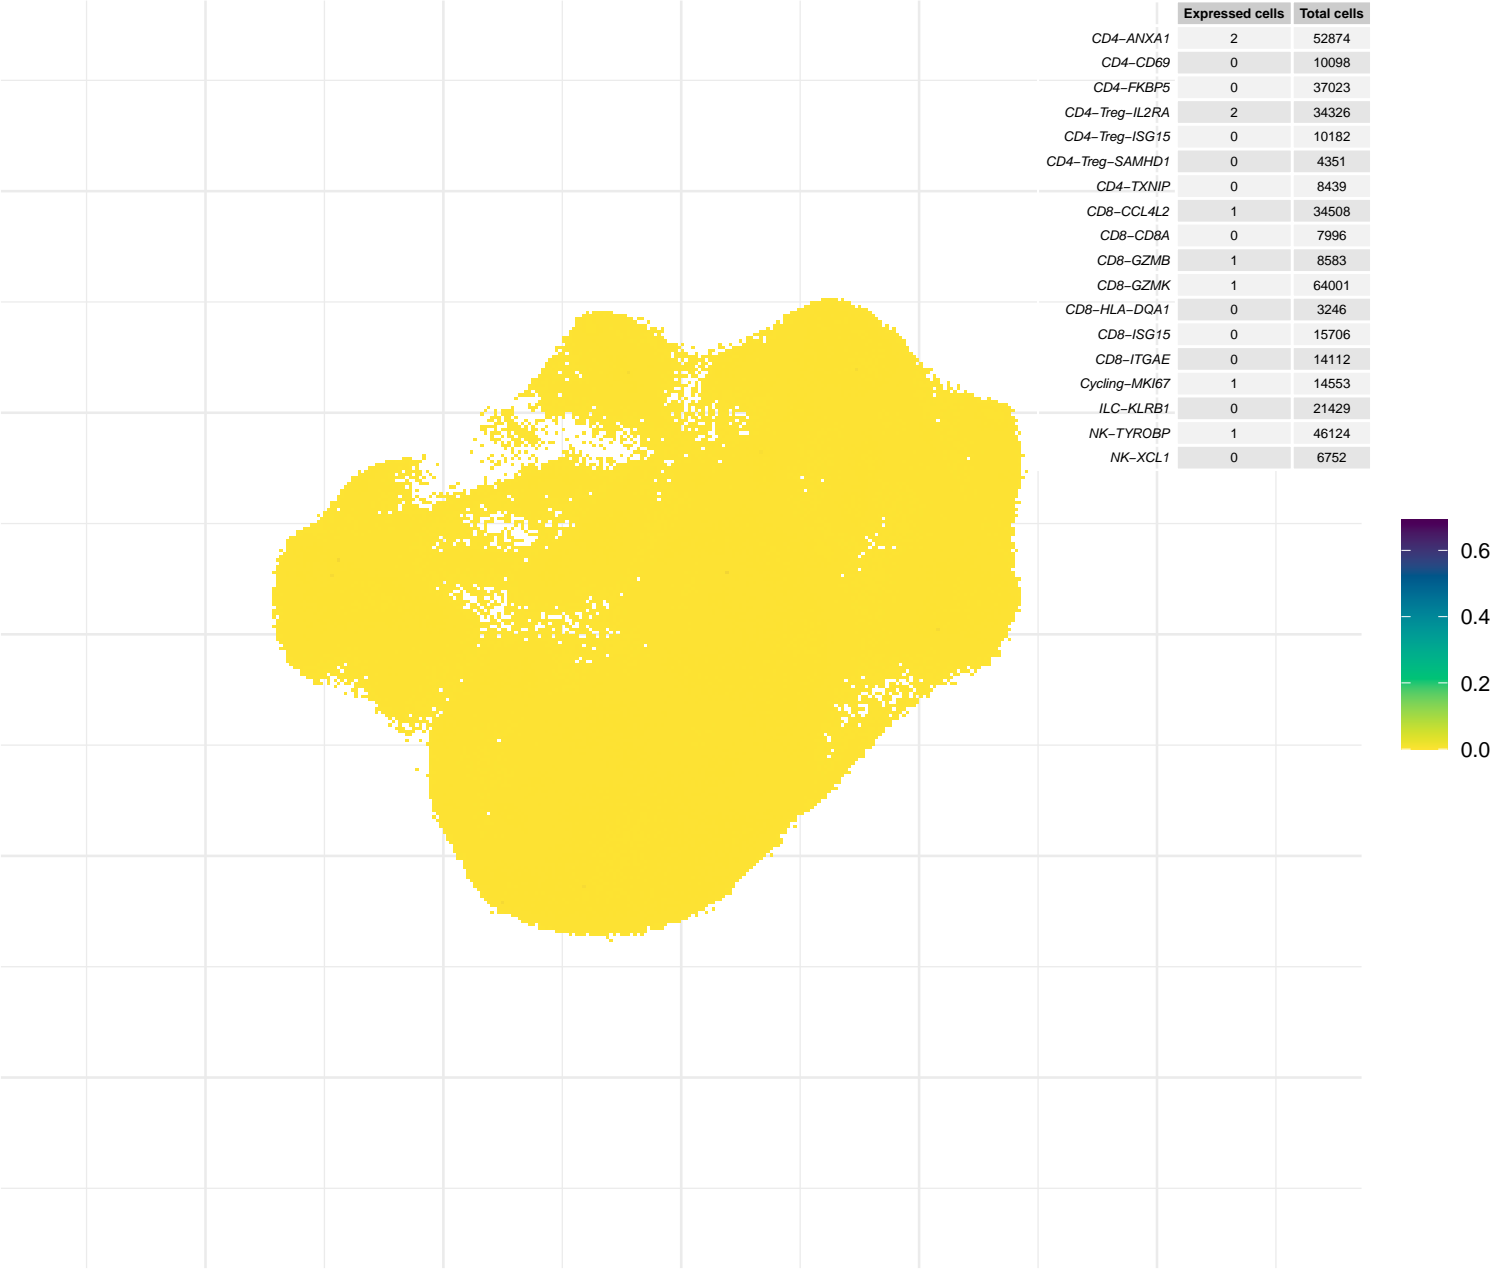 Expressed cells Total cells
CD4−ANXA1 2 52874
CD4−CD69 0 10098
CD4−FKBP5 0 37023
CD4−Treg−IL2RA 2 34326
CD4−Treg−ISG15 0 10182
CD4−Treg−SAMHD1 0 4351
CD4−TXNIP 0 8439
CD8−CCL4L2 1 34508
CD8−CD8A 0 7996
CD8−GZMB 1 8583
CD8−GZMK 1 64001
CD8−HLA−DQA1 0 3246
CD8−ISG15 0 15706
CD8−ITGAE 0 14112
Cycling−MKI67 1 14553
ILC−KLRB1 0 21429
NK−TYROBP 1 46124
NK−XCL1 0 6752
0.6
0.4
0.2
0.0